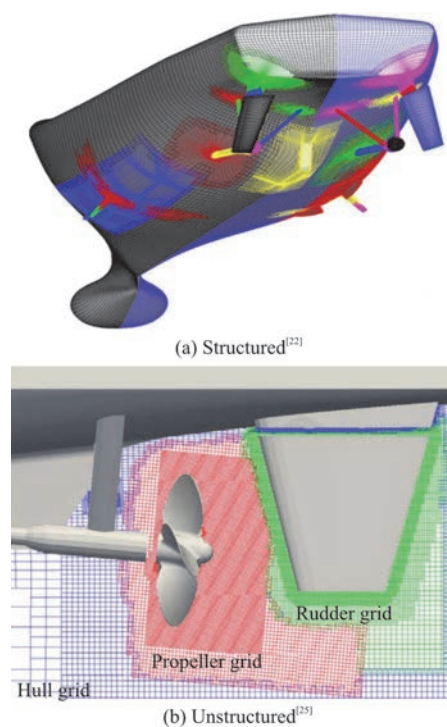 (a) Structured[22]
Rudder grid
Propeller grid
Hull grid
(b) Unstructured[25]